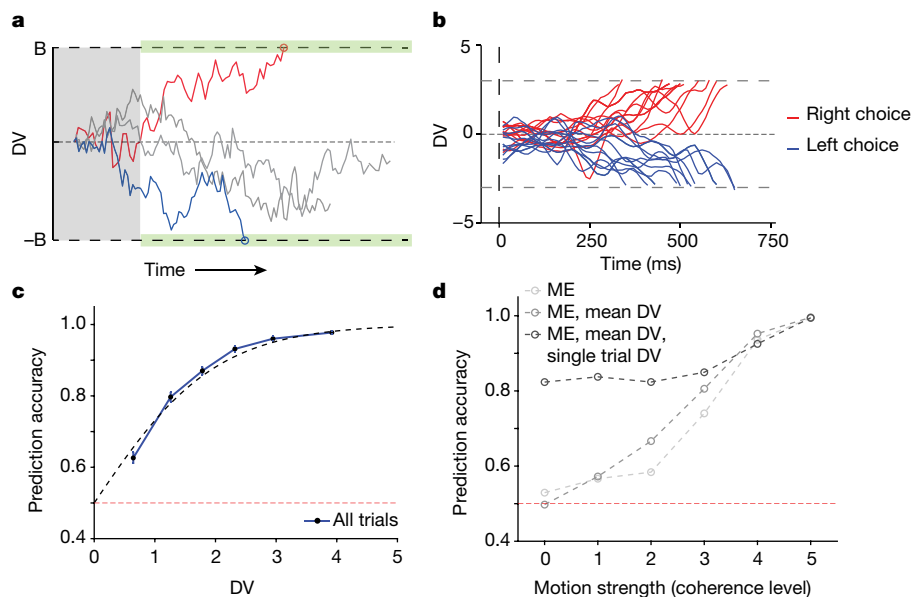 a
B
DV
–B
Time
b
5
DV
0
–5
0
250
500
750
Time (ms)
Right choice
Left choice
c
1.0
0.8
0.6
0.4
Prediction accuracy
0
1
2
3
4
5
DV
All trials
d
ME
ME, mean DV
ME, mean DV,
single trial DV
1.0
0.8
0.6
0.4
Prediction accuracy
0
1
2
3
4
5
Motion strength (coherence level)